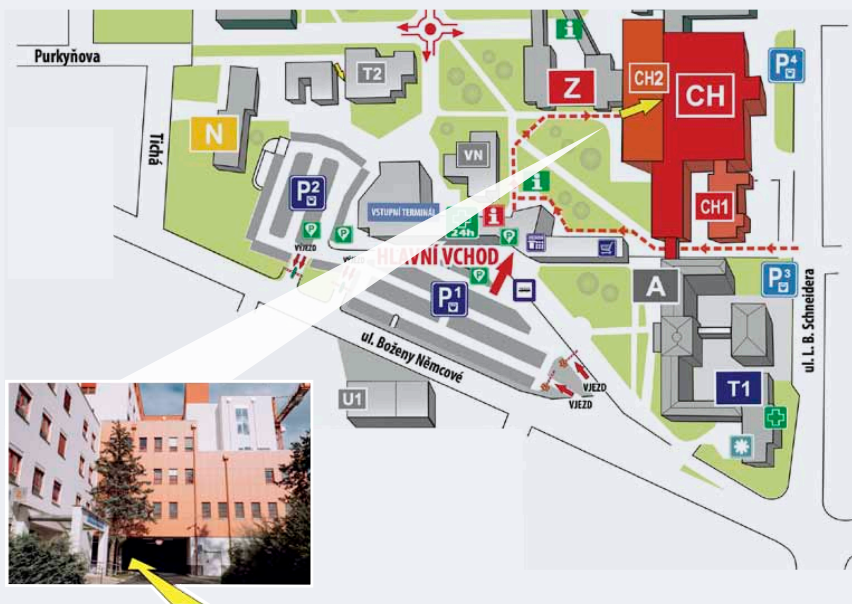 Purkyňova
Tichá
T2
i
Z
CH2
CH
P4
N
VN
P2
VSTUPNÍ TERMINÁL
24h
i
i
P
P
CH1
VÝJEZD
HLAVNÍ VCHOD
P
P1
A
P3
ul. L. B. Schneidera
ul. Boženy Němcové
U1
VJEZD
VJEZD
T1